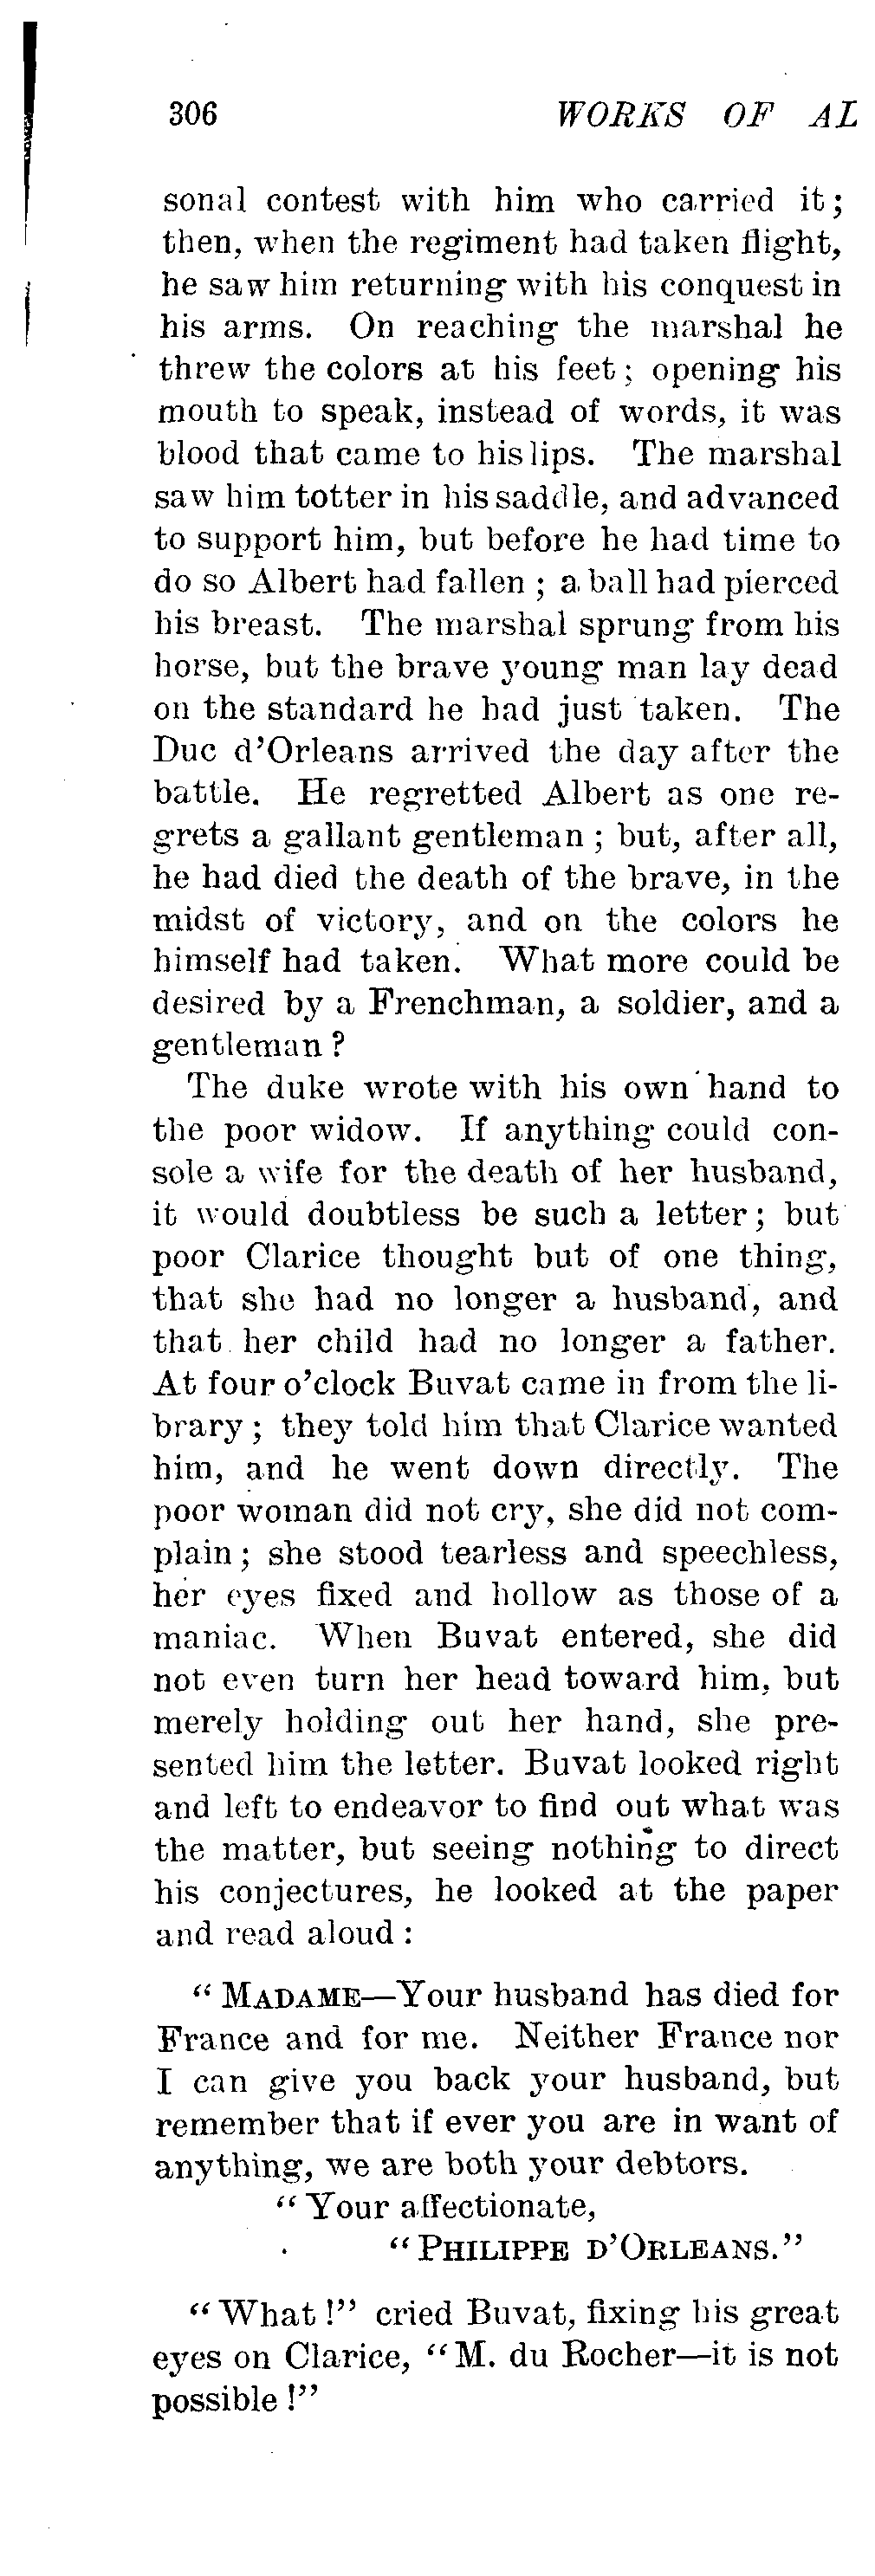 306 WORKS OF AL
sonal contest with him who carried it;
then, when the regiment had taken flight,
he saw him returning with his conquest in
his arms. On reaching the marshal he
threw the colors at his feet; opening his
mouth to speak, instead of words, it was
blood that came to his lips. The marshal
saw him totter in his saddle, and advanced
to support him, but before he had time to
do so Albert had fallen ; a ball had pierced
his breast. The marshal sprung from his
horse, but the brave young man lay dead
on the standard he had just taken. The
Duc d'Orleans arrived the day after the
battle. He regretted Albert as one re-
grets a gallant gentleman ; but, after all,
he had died the death of the brave, in the
midst of victory, and on the colors he
himself had taken. What more could be
desired by a Frenchman, a soldier, and a
gentleman ?
The duke wrote with his own hand to
the poor widow. If anything could con-
sole a wife for the death of her husband,
it would doubtless be such a letter; but
poor Clarice thought but of one thing,
that she had no longer a husband, and
that her child had no longer a father.
At four o'clock Buvat came in from the li-
brary ; they told him that Clarice wanted
him, and he went down directly. The
poor woman did not cry, she did not com-
plain ; she stood tearless and speechless,
her eyes fixed and hollow as those of a
maniac. When Buvat entered, she did
not even turn her head toward him, but
merely holding out her hand, she pre-
sented him the letter. Buvat looked right
and left to endeavor to find out what was
the matter, but seeing nothing to direct
his conjectures, he looked at the paper
and read aloud :
"MADAME—Your husband has died for
France and for me. Neither France nor
I can give you back your husband, but
remember that if ever you are in want of
anything, we are both your debtors.
"Your affectionate,
"PHILIPPE D'ORLEANS."
"What !" cried Buvat, fixing his great
eyes on Clarice, "M. du Rocher—it is not
possible !"